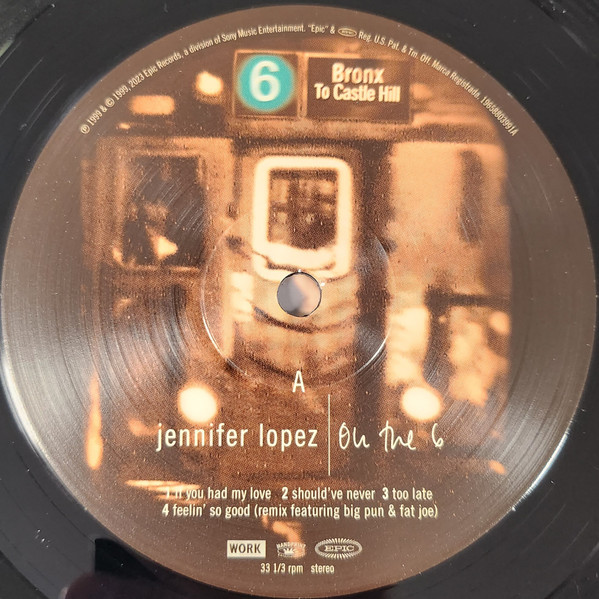 ℗ 1999 & © 1999, 2023 Epic Records, a division of Sony Music Entertainment. "Epic" & EPIC Reg. U.S. Pat. & Tm. Off. Marca Registrada. 19658803991A
6
Bronx
To Castle Hill
A
jennifer lopez | On the 6
1 if you had my love 2 should've never 3 too late
4 feelin' so good (remix featuring big pun & fat joe)
WORK EPIC
33 1/3 rpm stereo